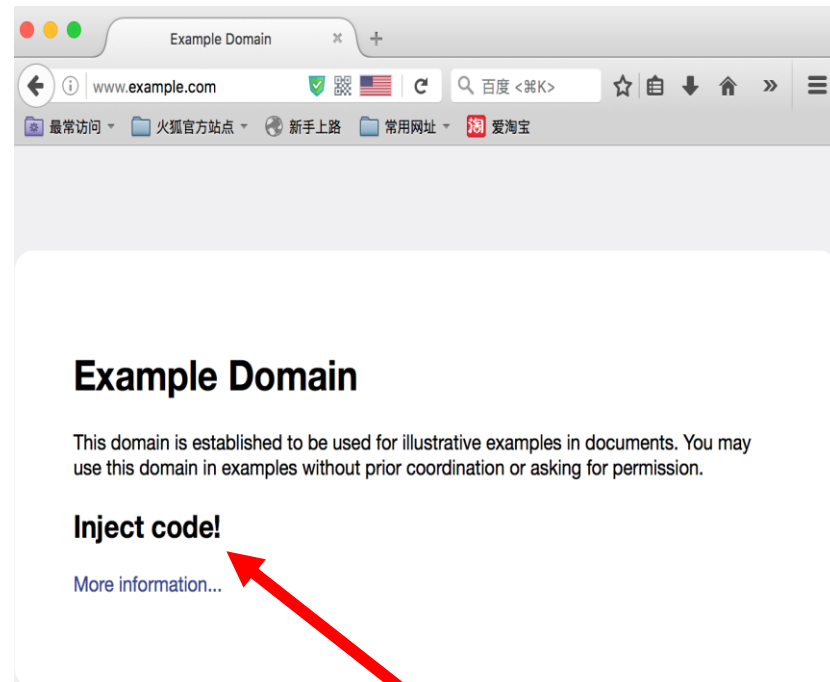 Example Domain
www.example.com
百度 <⌘K>
最常访问 火狐官方站点 新手上路 常用网址 淘 爱淘宝
Example Domain
This domain is established to be used for illustrative examples in documents. You may
use this domain in examples without prior coordination or asking for permission.
Inject code!
More information...